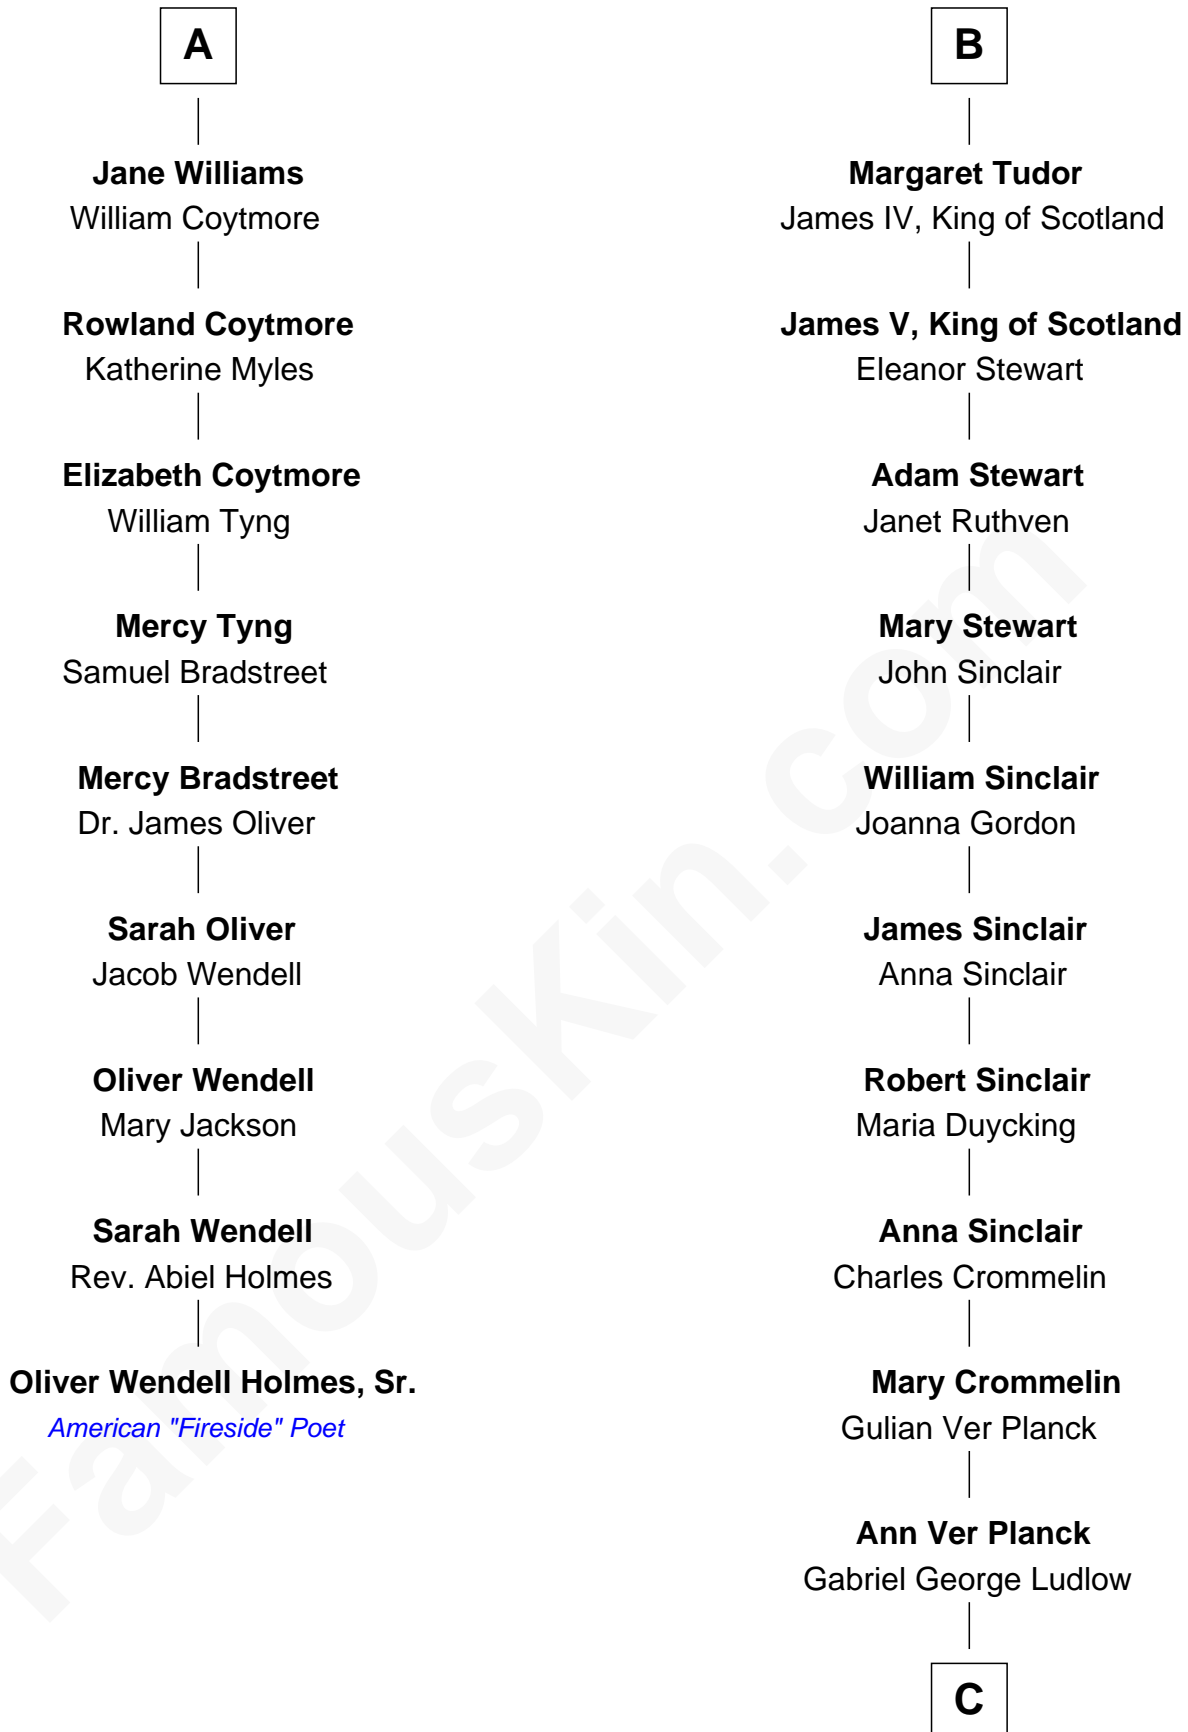 A
Jane Williams
William Coytmore
Rowland Coytmore
Katherine Myles
Elizabeth Coytmore
William Tyng
Mercy Tyng
Samuel Bradstreet
Mercy Bradstreet
Dr. James Oliver
Sarah Oliver
Jacob Wendell
Oliver Wendell
Mary Jackson
Sarah Wendell
Rev. Abiel Holmes
Oliver Wendell Holmes, Sr.
American "Fireside" Poet
B
Margaret Tudor
James IV, King of Scotland
James V, King of Scotland
Eleanor Stewart
Adam Stewart
Janet Ruthven
Mary Stewart
John Sinclair
William Sinclair
Joanna Gordon
James Sinclair
Anna Sinclair
Robert Sinclair
Maria Duycking
Anna Sinclair
Charles Crommelin
Mary Crommelin
Gulian Ver Planck
Ann Ver Planck
Gabriel George Ludlow
C
FamousKin.com